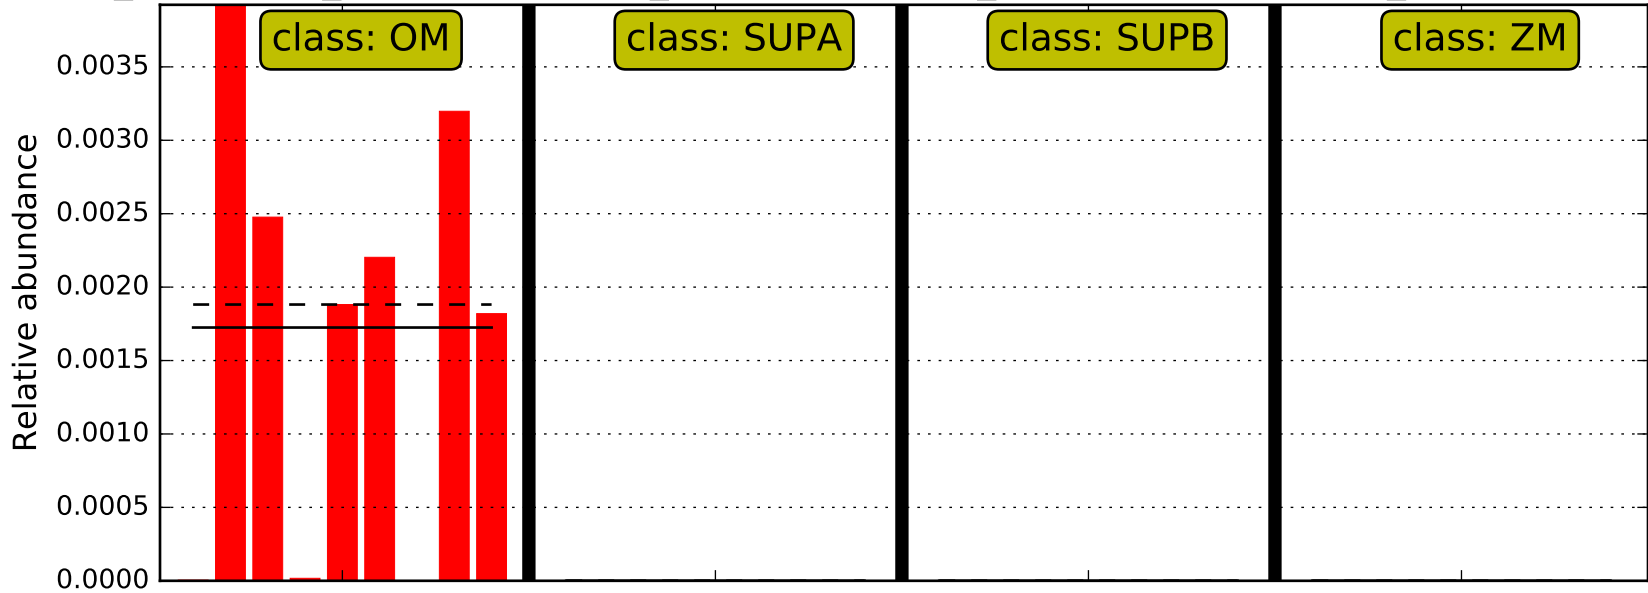 class: OM
class: SUPA
class: SUPB
class: ZM
Relative abundance
0.0035
0.0030
0.0025
0.0020
0.0015
0.0010
0.0005
0.0000